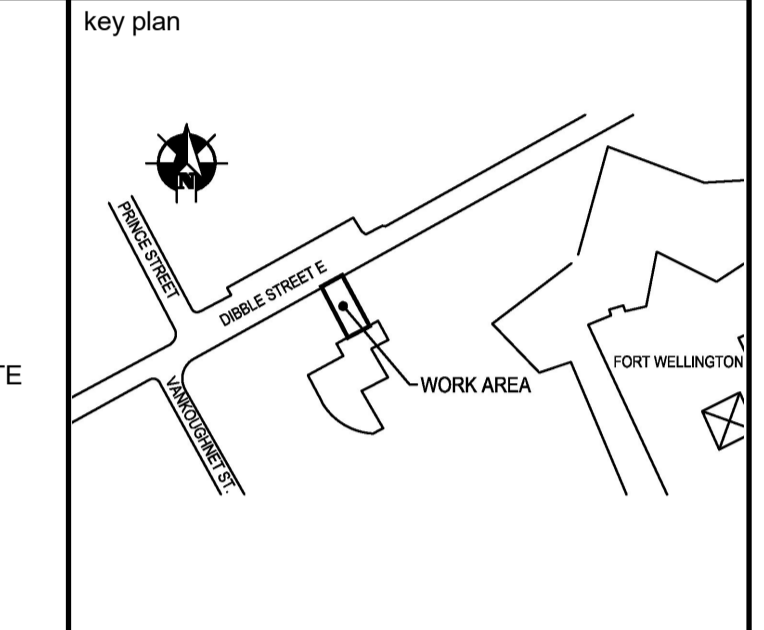 key plan
N
PRINCE STREET
DIBBLE STREET E
TE
FORT WELLINGTON
WORK AREA
VANKOUGHNET ST.